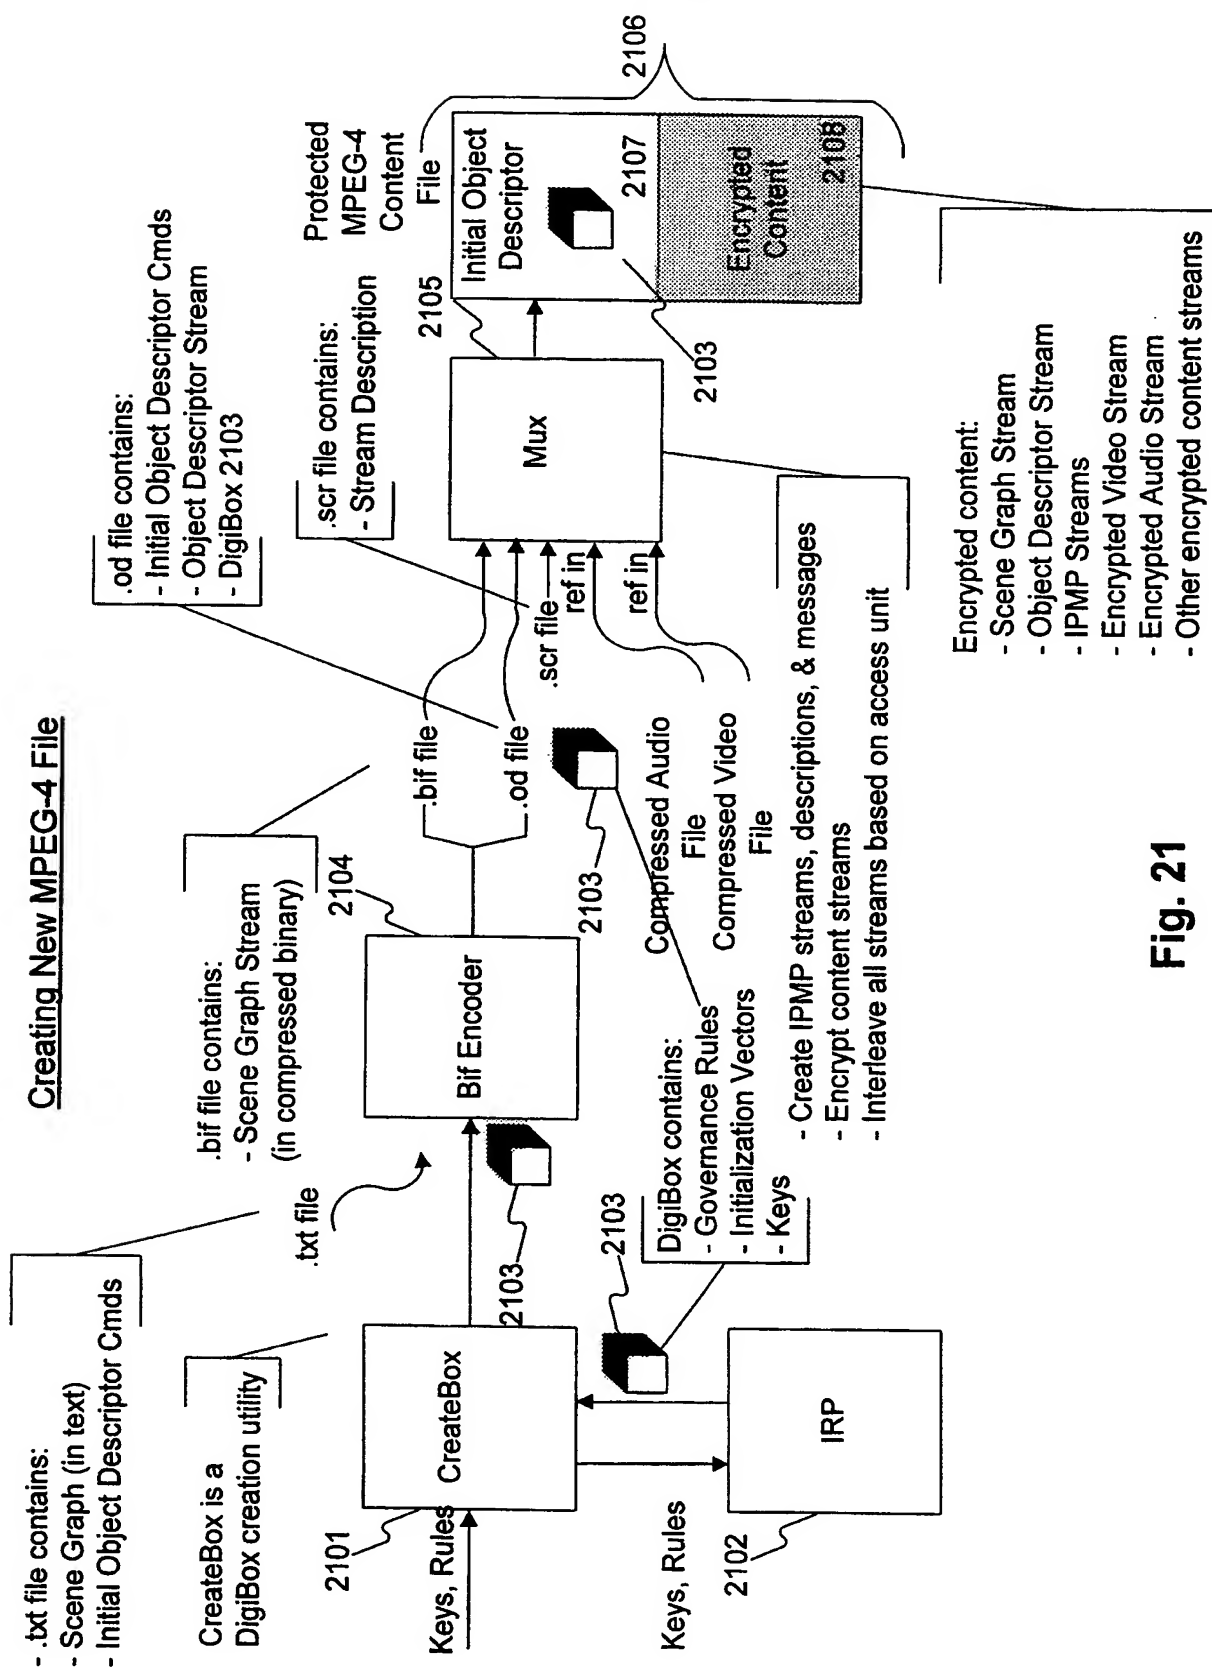 Creating New MPEG-4 File
- .txt file contains:
- Scene Graph (in text)
- Initial Object Descriptor Cmds
CreateBox is a
DigiBox creation utility
2101
Keys, Rules
CreateBox
Keys, Rules
2102
IRP
2103
.txt file
2103
DigiBox contains:
- Governance Rules
- Initialization Vectors
- Keys
.bif file contains:
- Scene Graph Stream
(in compressed binary)
2104
Bif Encoder
.bif file
.od file
2103
Compressed Audio
File
Compressed Video
File
.od file contains:
- Initial Object Descriptor Cmds
- Object Descriptor Stream
- DigiBox 2103
.scr file contains:
- Stream Description
.scr file
ref in
ref in
2105
Mux
- Create IPMP streams, descriptions, & messages
- Encrypt content streams
- Interleave all streams based on access unit
Protected
MPEG-4
Content
File
Initial Object
Descriptor
2107
2103
Encrypted
Content
2108
2106
Encrypted content:
- Scene Graph Stream
- Object Descriptor Stream
- IPMP Streams
- Encrypted Video Stream
- Encrypted Audio Stream
- Other encrypted content streams
Fig. 21